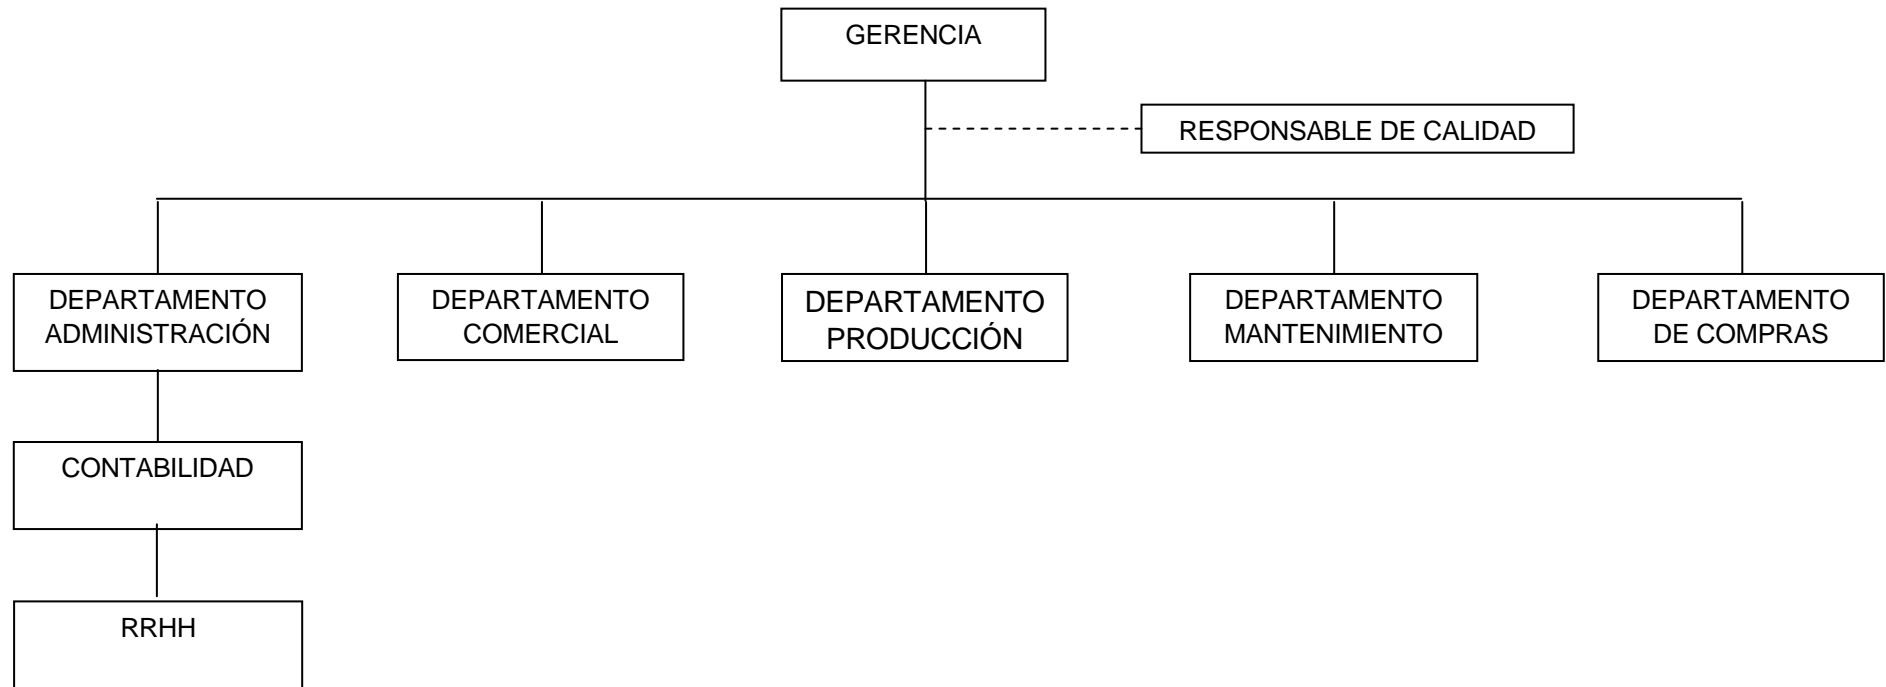 GERENCIA
RESPONSABLE DE CALIDAD
DEPARTAMENTO
ADMINISTRACIÓN
DEPARTAMENTO
COMERCIAL
DEPARTAMENTO
PRODUCCIÓN
DEPARTAMENTO
MANTENIMIENTO
DEPARTAMENTO
DE COMPRAS
CONTABILIDAD
RRHH